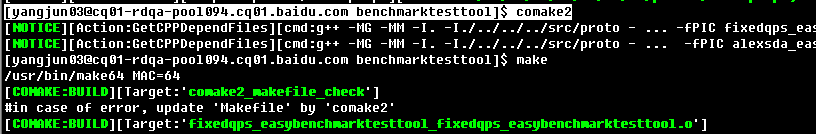 [yangjun03@cq01-rdqa-pool094.cq01.baidu.com benchmarktesttool]$ comake2
[NOTICE][Action:GetCPPDependFiles][cmd:g++ -MG -MM -I. -I./../../../src/proto - ... -fPIC fixedqps_eas
[NOTICE][Action:GetCPPDependFiles][cmd:g++ -MG -MM -I. -I./../../../src/proto - ... -fPIC alexsda_eas
[yangjun03@cq01-rdqa-pool094.cq01.baidu.com benchmarktesttool]$ make
/usr/bin/make64 MAC=64
[COMAKE:BUILD][Target:'comake2_makefile_check']
#in case of error, update 'Makefile' by 'comake2'
[COMAKE:BUILD][Target:'fixedqps_easybenchmarktesttool_fixedqps_easybenchmarktesttool.o']